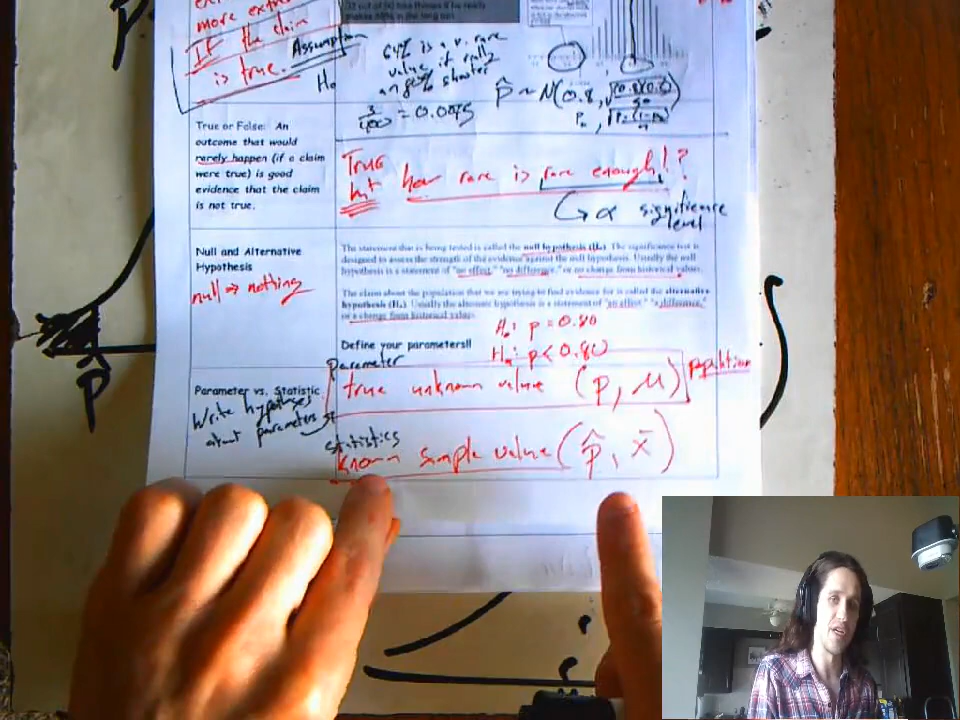 more extreme
If the claim
is true.
Assumption
H₀
64% is a v. rare
value if really
an 80% shooter
3/400 = 0.0075
p̂ ~ N(0.8, √((0.8)(0.2)/50)
True or False: An
outcome that would
rarely happen (if a claim
were true) is good
evidence that the claim
is not true.
True
but how rare is rare enough!?
↳ α significance
level
Null and Alternative
Hypothesis
null ⇒ nothing
The statement that is being tested is called the null hypothesis (H₀). The significance test is
designed to assess the strength of the evidence against the null hypothesis. Usually the null
hypothesis is a statement of "no effect," "no difference," or no change from historical values.
The claim about the population that we are trying to find evidence for is called the alternative
hypothesis (Hₐ). Usually the alternate hypothesis is a statement of "an effect," "a difference,"
or a change from historical values.
H₀: p = 0.80
Hₐ: p < 0.80
Define your parameters!!
Parameter vs. Statistic
Write hypotheses
about parameters
Parameter
true unknown value (p, μ) population
statistics
known sample value (p̂, x̄)
p̂